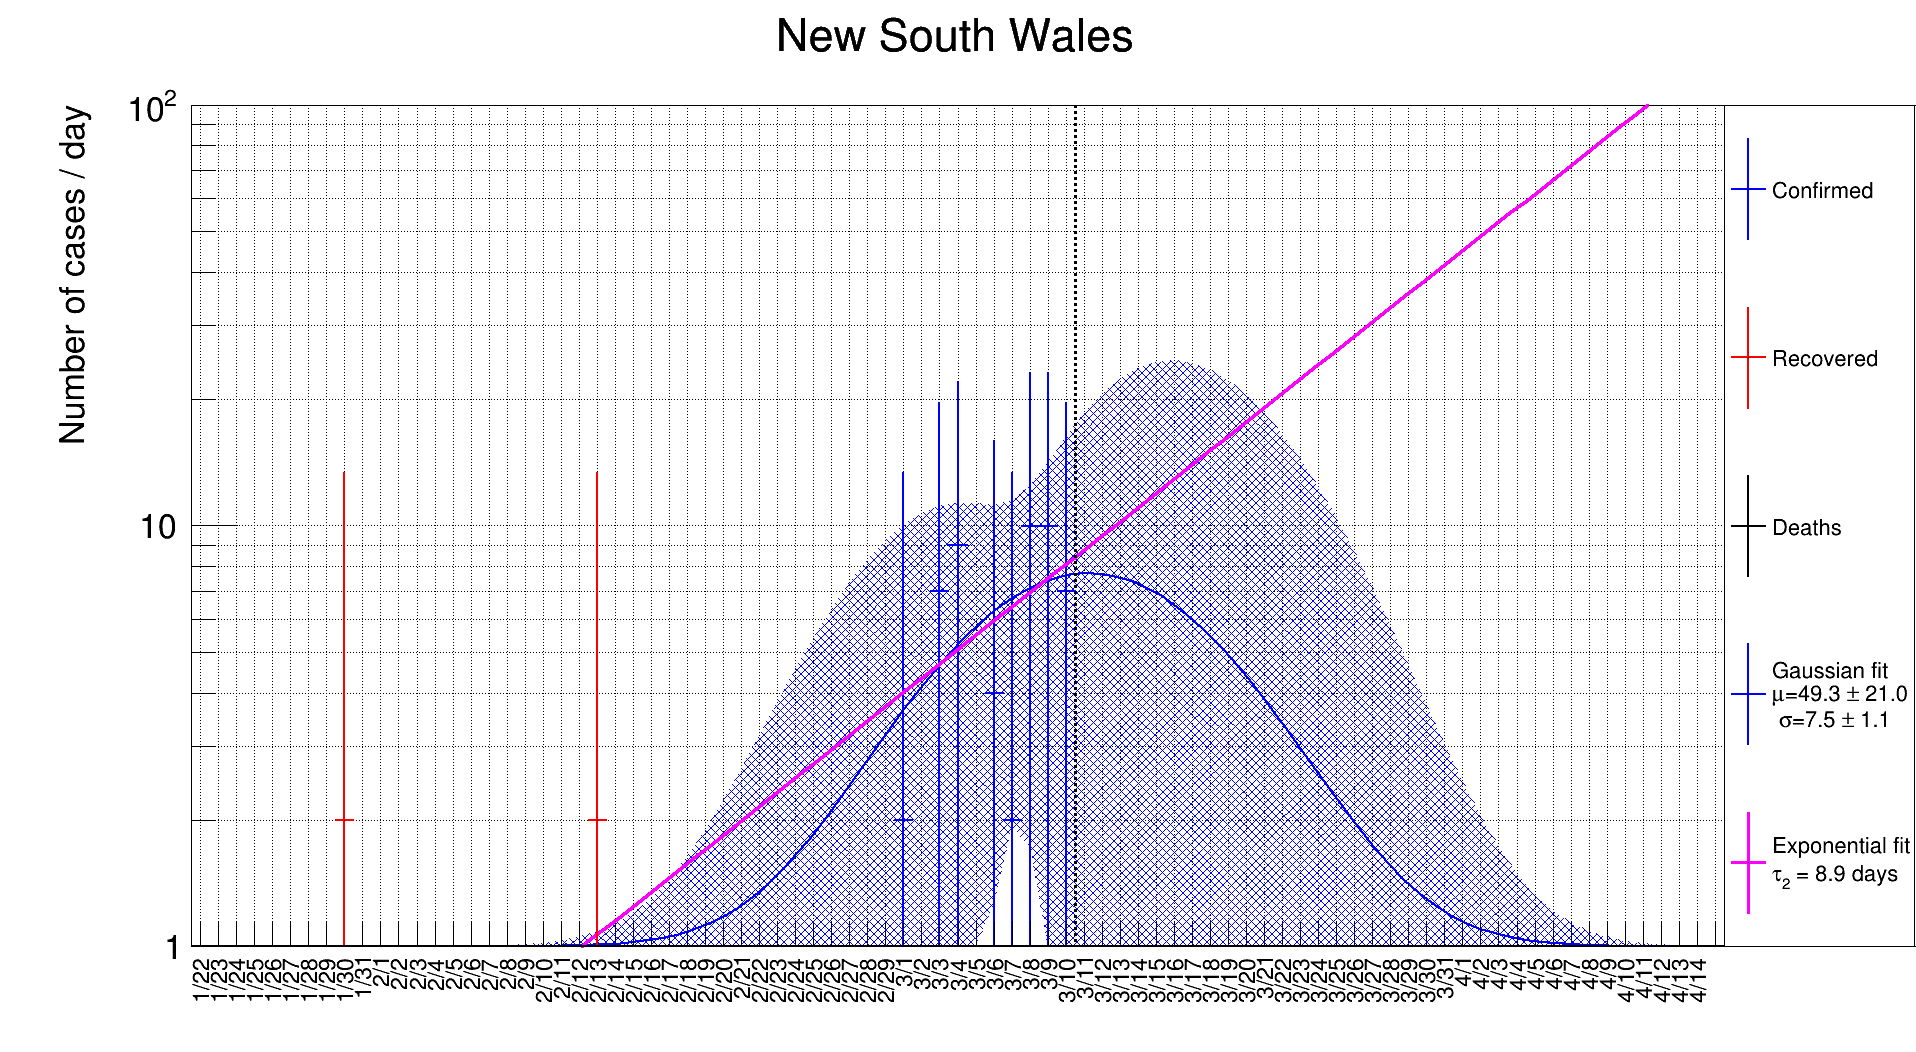 New South Wales
Number of cases / day
10²
10
1
1/22 1/23 1/24 1/25 1/26 1/27 1/28 1/29 1/30 1/31 2/1 2/2 2/3 2/4 2/5 2/6 2/7 2/8 2/9 2/10 2/11 2/12 2/13 2/14 2/15 2/16 2/17 2/18 2/19 2/20 2/21 2/22 2/23 2/24 2/25 2/26 2/27 2/28 2/29 3/1 3/2 3/3 3/4 3/5 3/6 3/7 3/8 3/9 3/10 3/11 3/12 3/13 3/14 3/15 3/16 3/17 3/18 3/19 3/20 3/21 3/22 3/23 3/24 3/25 3/26 3/27 3/28 3/29 3/30 3/31 4/1 4/2 4/3 4/4 4/5 4/6 4/7 4/8 4/9 4/10 4/11 4/12 4/13 4/14
Confirmed
Recovered
Deaths
Gaussian fit
μ=49.3 ± 21.0
σ=7.5 ± 1.1
Exponential fit
τ₂ = 8.9 days